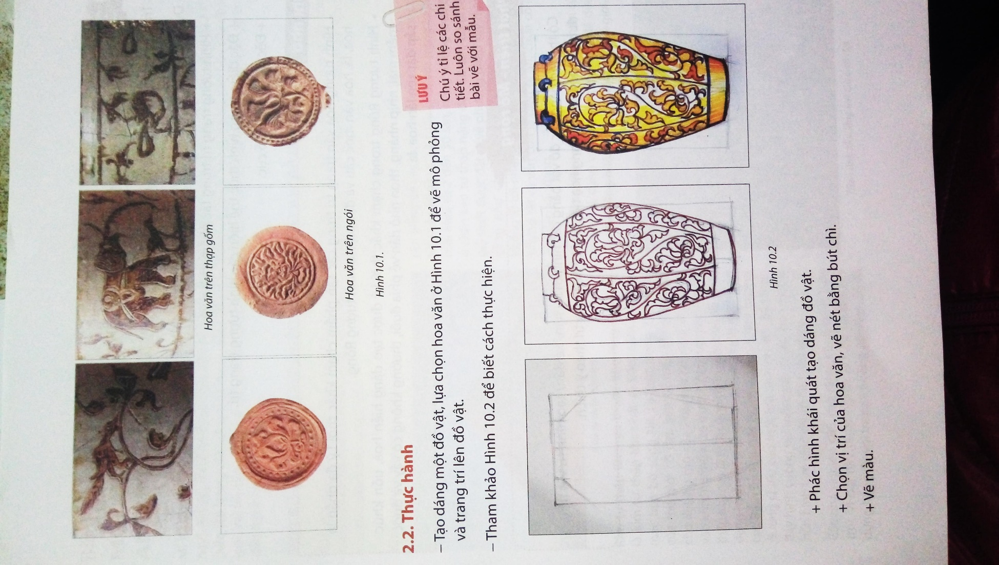 Hoa văn trên thạp gốm
Hoa văn trên ngói
Hình 10.1.
2.2. Thực hành
– Tạo dáng một đồ vật, lựa chọn hoa văn ở Hình 10.1 để vẽ mô phỏng
và trang trí lên đồ vật.
– Tham khảo Hình 10.2 để biết cách thực hiện.
LƯU Ý
Chú ý tỉ lệ các chi
tiết. Luôn so sánh
bài vẽ với mẫu.
Hình 10.2
+ Phác hình khái quát tạo dáng đồ vật.
+ Chọn vị trí của hoa văn, vẽ nét bằng bút chì.
+ Vẽ màu.